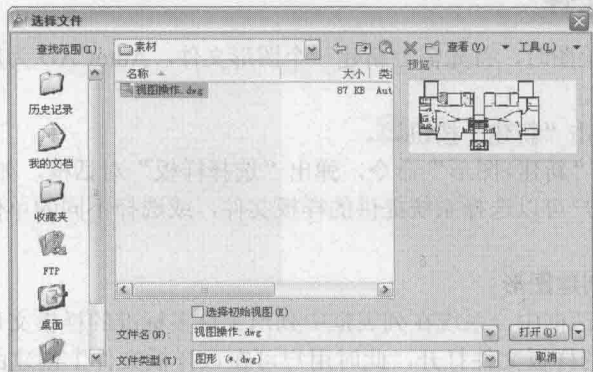 选择文件
查找范围(I):
素材
查看(V)
工具(L)
名称
大小
类
预览
视图操作.dwg
87 KB
Aut
历史记录
我的文档
收藏夹
FTP
桌面
选择初始视图(X)
文件名(N):
视图操作.dwg
打开(O)
文件类型(T):
图形 (*.dwg)
取消